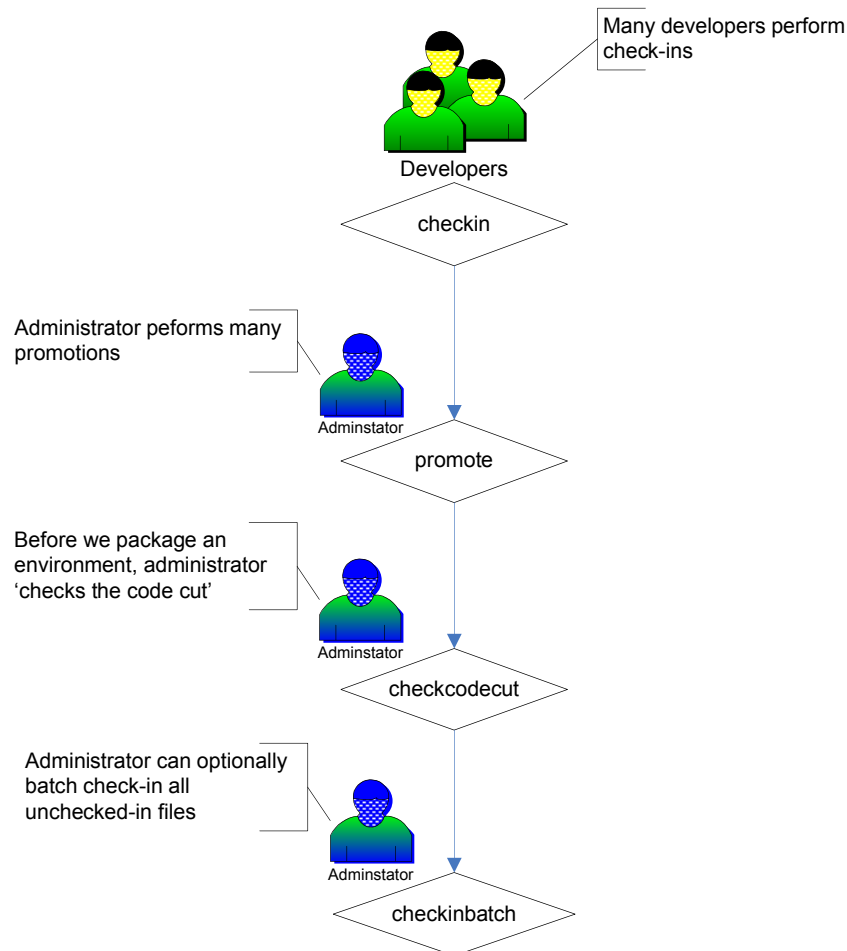 Many developers perform
check-ins
Developers
checkin
Administrator peforms many
promotions
Adminstator
promote
Before we package an
environment, administrator
‘checks the code cut’
Adminstator
checkcodecut
Administrator can optionally
batch check-in all
unchecked-in files
Adminstator
checkinbatch